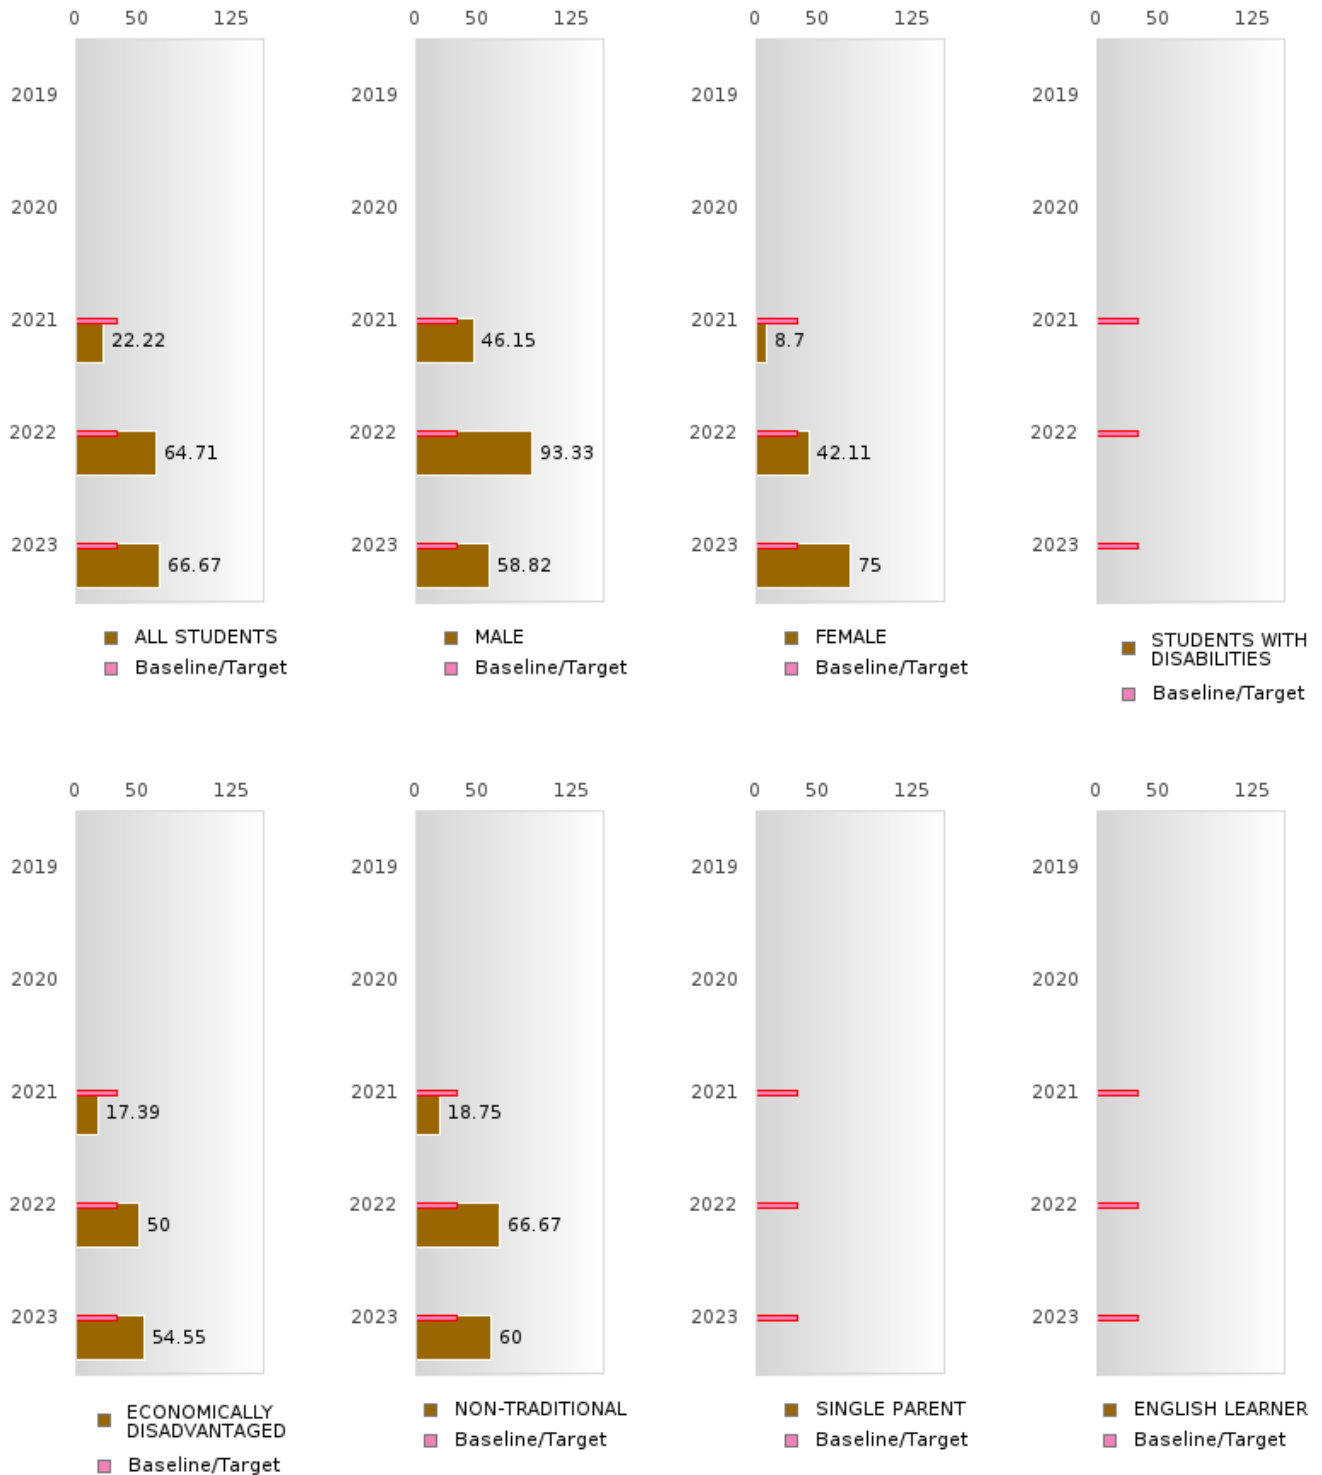 0 50 125 0 50 125 0 50 125 0 50 125
2019 2019 2019 2019
2020 2020 2020 2020
2021 2021 2021 2021
22.22 46.15 8.7
2022 2022 2022 2022
64.71 93.33 42.11
2023 2023 2023 2023
66.67 58.82 75
ALL STUDENTS MALE FEMALE STUDENTS WITH
DISABILITIES
Baseline/Target Baseline/Target Baseline/Target Baseline/Target
0 50 125 0 50 125 0 50 125 0 50 125
2019 2019 2019 2019
2020 2020 2020 2020
2021 2021 2021 2021
17.39 18.75
2022 2022 2022 2022
50 66.67
2023 2023 2023 2023
54.55 60
ECONOMICALLY NON-TRADITIONAL SINGLE PARENT ENGLISH LEARNER
DISADVANTAGED
Baseline/Target Baseline/Target Baseline/Target Baseline/Target